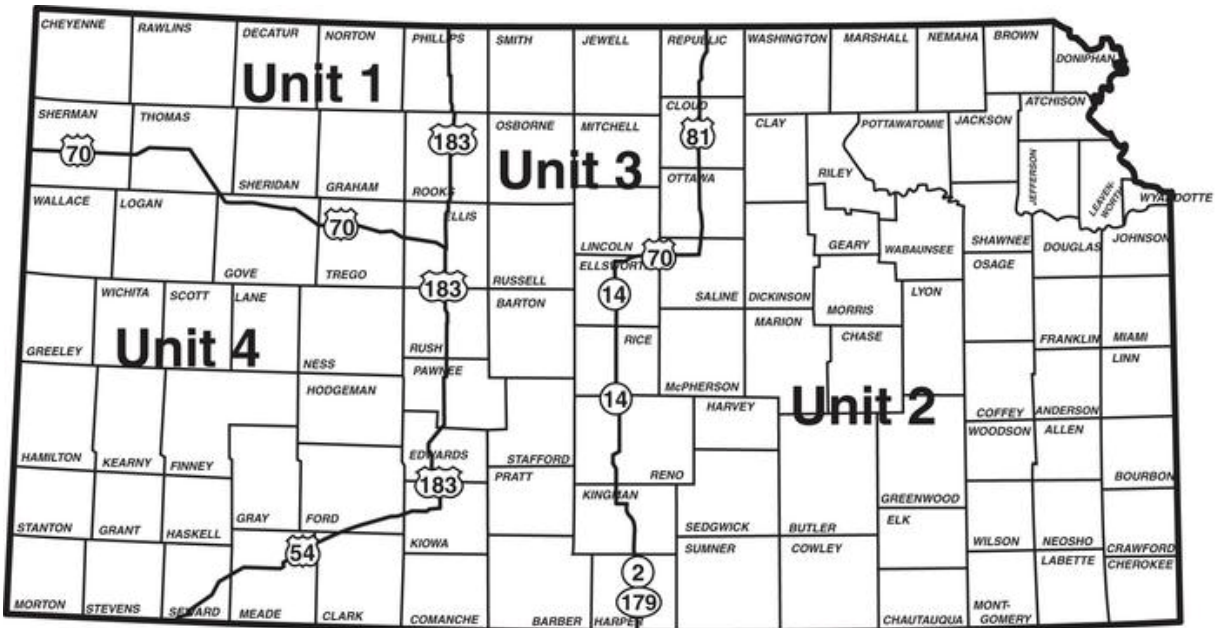 CHEYENNE
RAWLINS
DECATUR
NORTON
PHILLIPS
SMITH
JEWELL
REPUBLIC
WASHINGTON
MARSHALL
NEMAHA
BROWN
DONIPHAN
Unit 1
SHERMAN
THOMAS
SHERIDAN
GRAHAM
ROOKS
183
OSBORNE
MITCHELL
CLOUD
81
CLAY
RILEY
POTTAWATOMIE
JACKSON
ATCHISON
JEFFERSON
LEAVEN-
WORTH
WYANDOTTE
70
Unit 3
OTTAWA
WALLACE
LOGAN
GOVE
70
TREGO
ELLIS
RUSSELL
LINCOLN
ELLSWORTH
70
SALINE
DICKINSON
GEARY
WABAUNSEE
SHAWNEE
DOUGLAS
JOHNSON
183
14
BARTON
MORRIS
LYON
OSAGE
WICHITA
SCOTT
LANE
GREELEY
Unit 4
NESS
RUSH
RICE
MARION
CHASE
FRANKLIN
MIAMI
LINN
HODGEMAN
PAWNEE
14
McPHERSON
HARVEY
Unit 2
COFFEY
ANDERSON
HAMILTON
KEARNY
FINNEY
EDWARDS
STAFFORD
RENO
WOODSON
ALLEN
BOURBON
183
PRATT
KINGMAN
GREENWOOD
STANTON
GRANT
HASKELL
GRAY
FORD
KIOWA
SEDGWICK
BUTLER
ELK
WILSON
NEOSHO
CRAWFORD
54
SUMNER
COWLEY
LABETTE
CHEROKEE
2
179
MORTON
STEVENS
SEWARD
MEADE
CLARK
COMANCHE
BARBER
HARPER
CHAUTAUQUA
MONT-
GOMERY